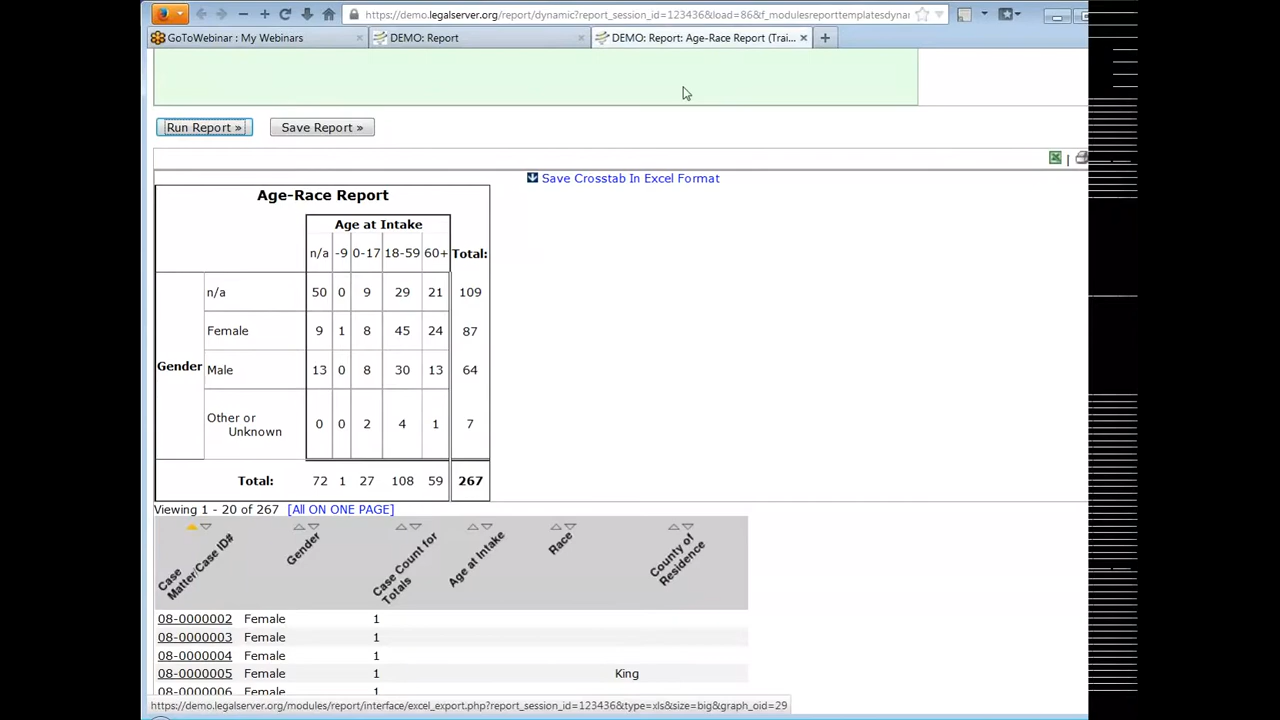 https://demo.legalserver.org/report/dynamic?report_session_id=123436&load=86&f_modulesreporttemplatesdynar
GoToWebinar : My Webinars
DEMO: Report
DEMO: Report: Age-Race Report (Trai...
Run Report »
Save Report »
Save Crosstab In Excel Format
Age-Race Report
Age at Intake
n/a -9 0-17 18-59 60+ Total:
n/a 50 0 9 29 21 109
Female 9 1 8 45 24 87
Gender
Male 13 0 8 30 13 64
Other or
Unknown 0 0 2 4 1 7
Total: 72 1 27 108 59 267
Viewing 1 - 20 of 267 [All ON ONE PAGE]
Case
Matter/Case ID#
Gender
Case Count for
Totals
Age at Intake
Race
County of
Residence
08-0000002 Female 1
08-0000003 Female 1
08-0000004 Female 1
08-0000005 Female 1 King
08-0000006 Female 1
https://demo.legalserver.org/modules/report/interface/excel_export.php?report_session_id=123436&type=xls&size=big&graph_oid=29